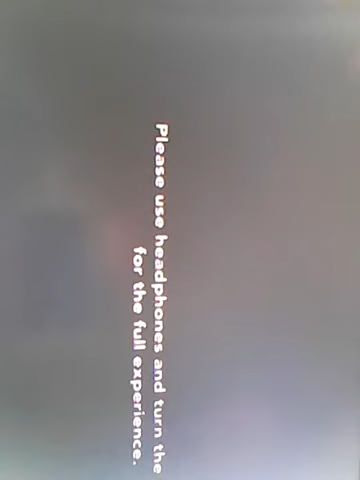 Please use headphones and turn the
for the full experience.